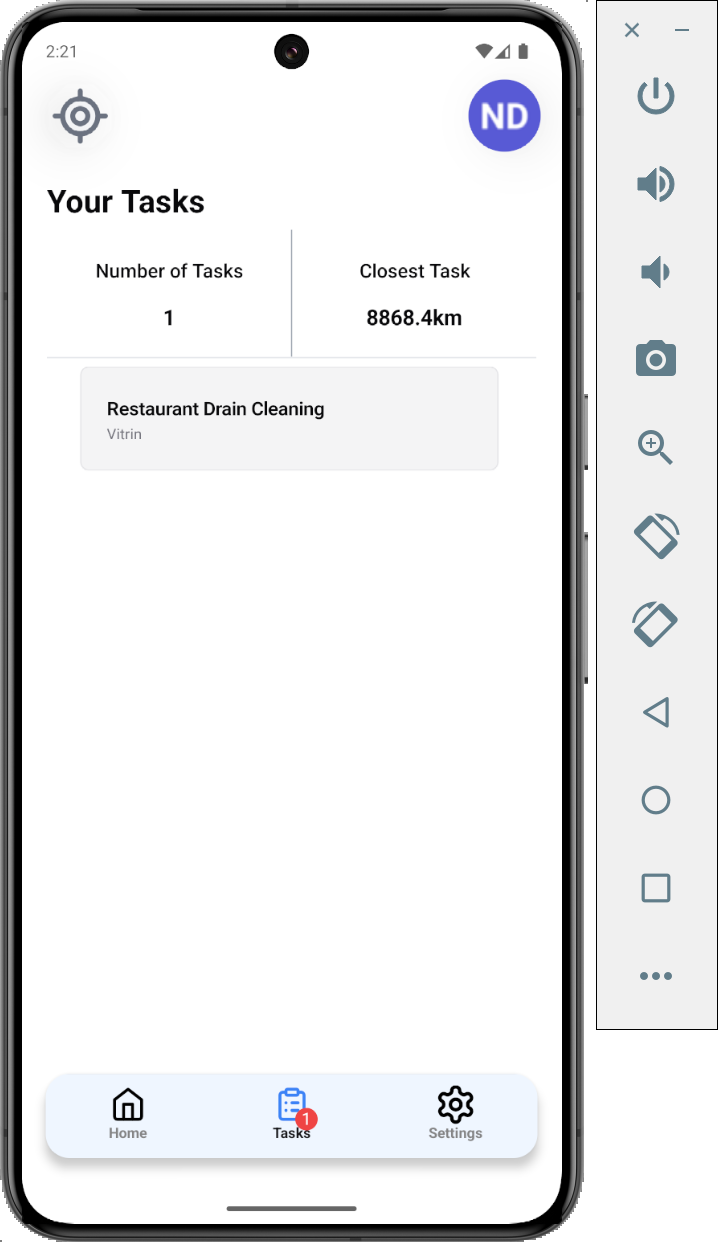 2:21
ND
Your Tasks
Number of Tasks
1
Closest Task
8868.4km
Restaurant Drain Cleaning
Vitrin
Home
1
Tasks
Settings